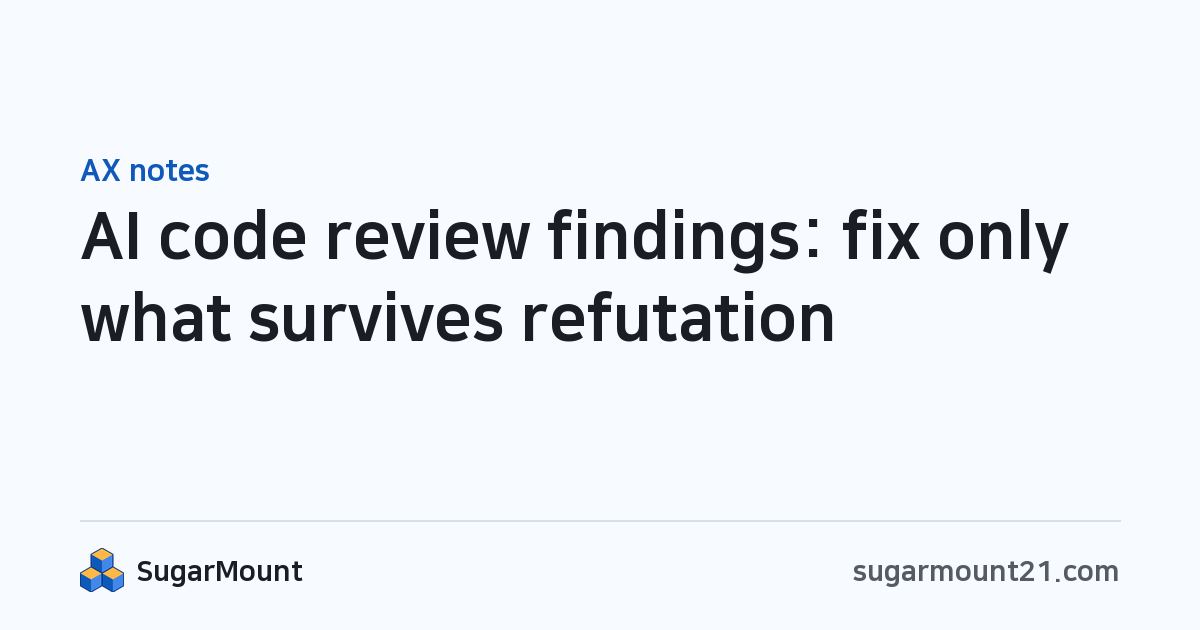 AX notes
AI code review findings: fix only
what survives refutation
SugarMount
sugarmount21.com